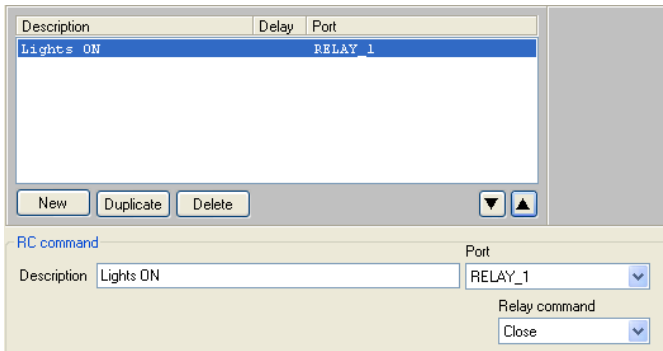 Description Delay Port
Lights ON RELAY_1
New Duplicate Delete
RC command
Port
Description Lights ON RELAY_1
Relay command
Close